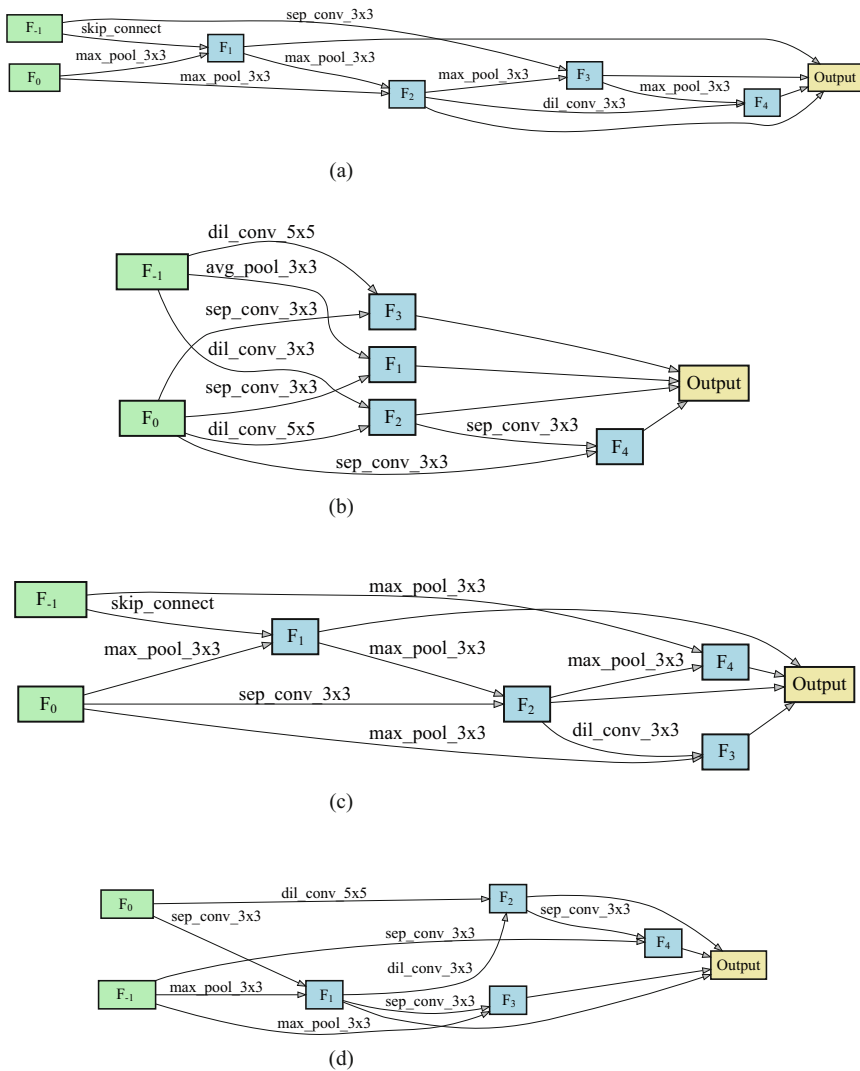 F-1
sep_conv_3x3
skip_connect
F1
max_pool_3x3
F0
max_pool_3x3
max_pool_3x3
F2
max_pool_3x3
F3
max_pool_3x3
dil_conv_3x3
F4
Output
(a)
dil_conv_5x5
F-1
avg_pool_3x3
sep_conv_3x3
F3
dil_conv_3x3
F1
sep_conv_3x3
Output
F0
F2
dil_conv_5x5
sep_conv_3x3
F4
sep_conv_3x3
(b)
max_pool_3x3
F-1
skip_connect
F1
max_pool_3x3
max_pool_3x3
max_pool_3x3
F4
Output
F0
sep_conv_3x3
F2
dil_conv_3x3
F3
max_pool_3x3
(c)
F0
dil_conv_5x5
F2
sep_conv_3x3
sep_conv_3x3
sep_conv_3x3
F4
dil_conv_3x3
Output
F-1
max_pool_3x3
F1
sep_conv_3x3
F3
max_pool_3x3
(d)